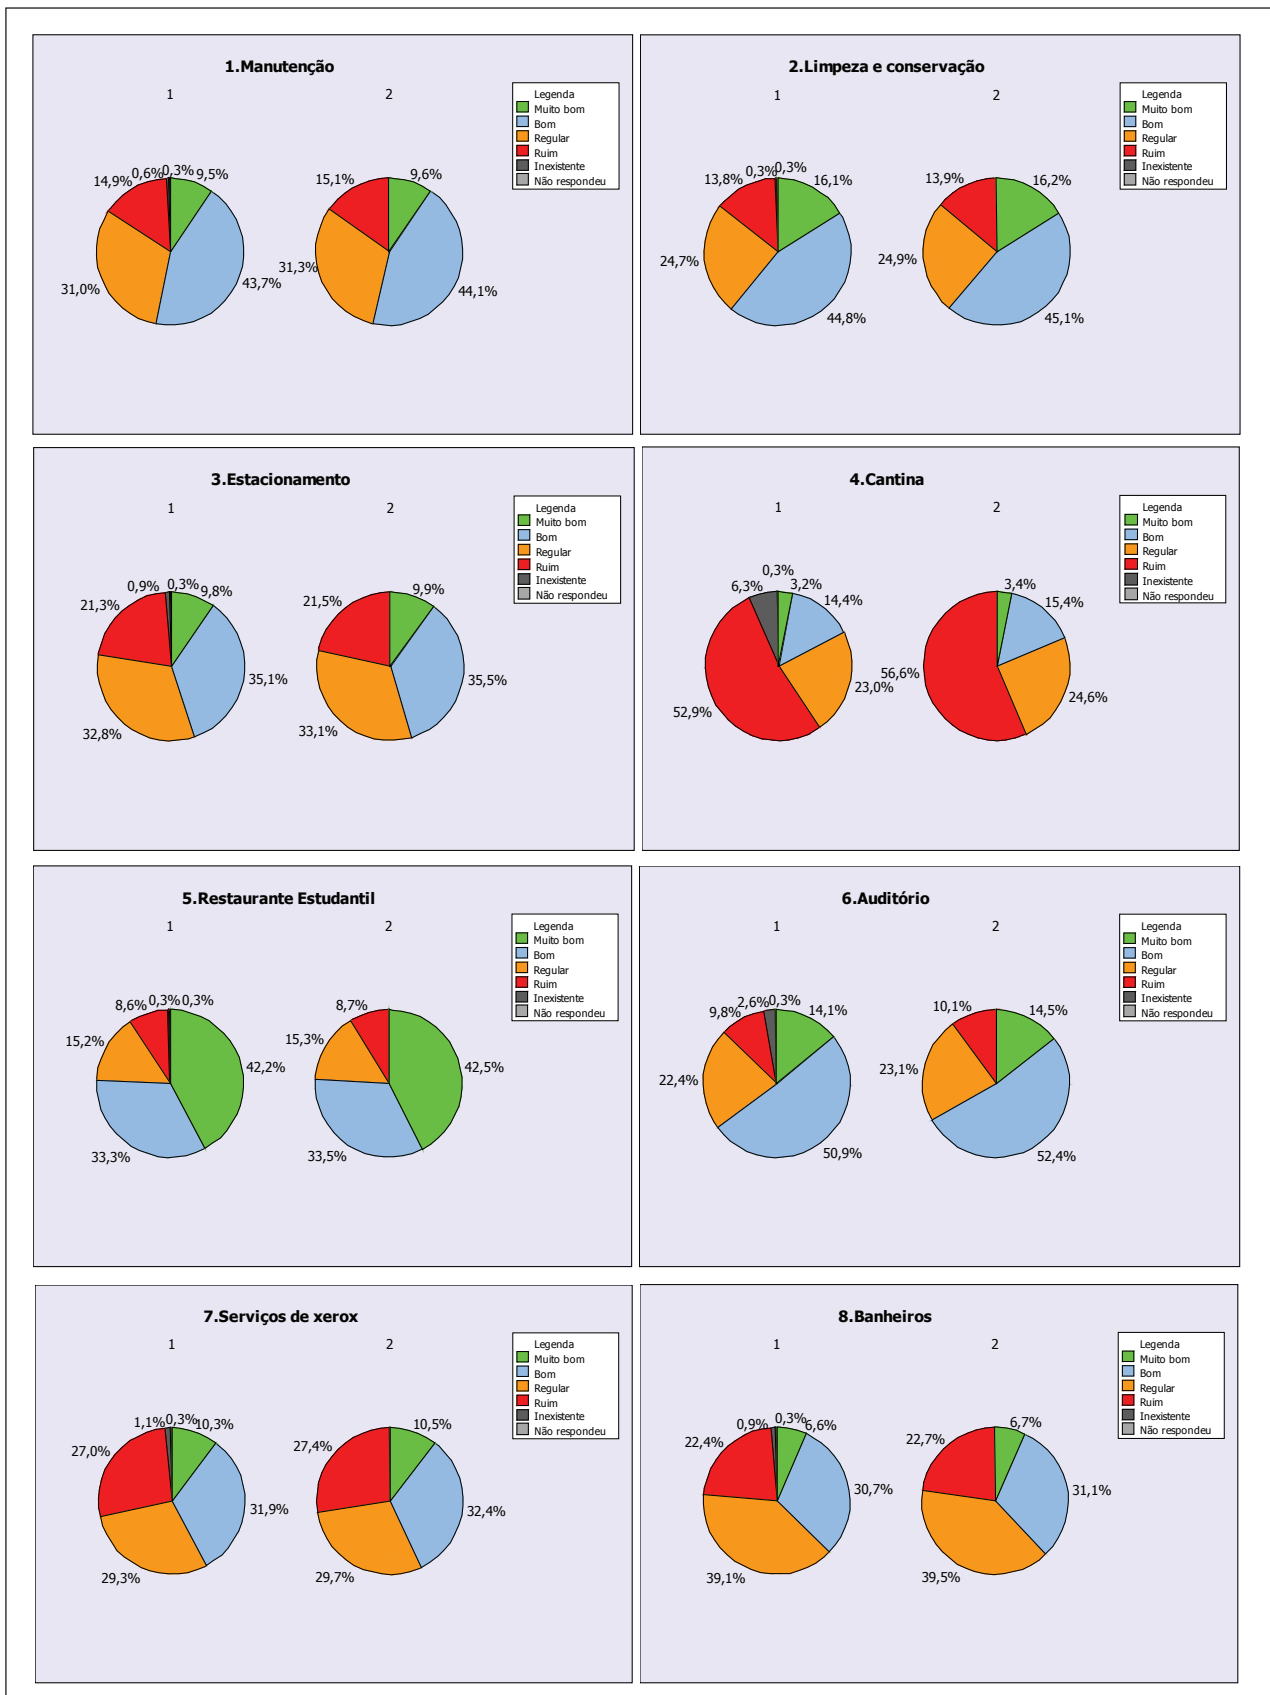 1.Manutenção
1 2
Legenda
Muito bom
Bom
Regular
Ruim
Inexistente
Não respondeu
14,9% 0,6% 0,3% 9,5%
31,0% 43,7%
15,1% 9,6%
31,3% 44,1%
2.Limpeza e conservação
1 2
Legenda
Muito bom
Bom
Regular
Ruim
Inexistente
Não respondeu
13,8% 0,3% 0,3% 16,1%
24,7% 44,8%
13,9% 16,2%
24,9% 45,1%
3.Estacionamento
1 2
Legenda
Muito bom
Bom
Regular
Ruim
Inexistente
Não respondeu
21,3% 0,9% 0,3% 9,8%
32,8% 35,1%
21,5% 9,9%
33,1% 35,5%
4.Cantina
1 2
Legenda
Muito bom
Bom
Regular
Ruim
Inexistente
Não respondeu
6,3% 0,3% 3,2%
14,4%
52,9% 23,0%
3,4%
15,4%
56,6% 24,6%
5.Restaurante Estudantil
1 2
Legenda
Muito bom
Bom
Regular
Ruim
Inexistente
Não respondeu
8,6% 0,3% 0,3%
15,2% 42,2%
33,3%
8,7%
15,3% 42,5%
33,5%
6.Auditório
1 2
Legenda
Muito bom
Bom
Regular
Ruim
Inexistente
Não respondeu
9,8% 2,6% 0,3% 14,1%
22,4% 50,9%
10,1% 14,5%
23,1% 52,4%
7.Serviços de xerox
1 2
Legenda
Muito bom
Bom
Regular
Ruim
Inexistente
Não respondeu
27,0% 1,1% 0,3% 10,3%
29,3% 31,9%
27,4% 10,5%
29,7% 32,4%
8.Banheiros
1 2
Legenda
Muito bom
Bom
Regular
Ruim
Inexistente
Não respondeu
22,4% 0,9% 0,3% 6,6%
39,1% 30,7%
22,7% 6,7%
39,5% 31,1%